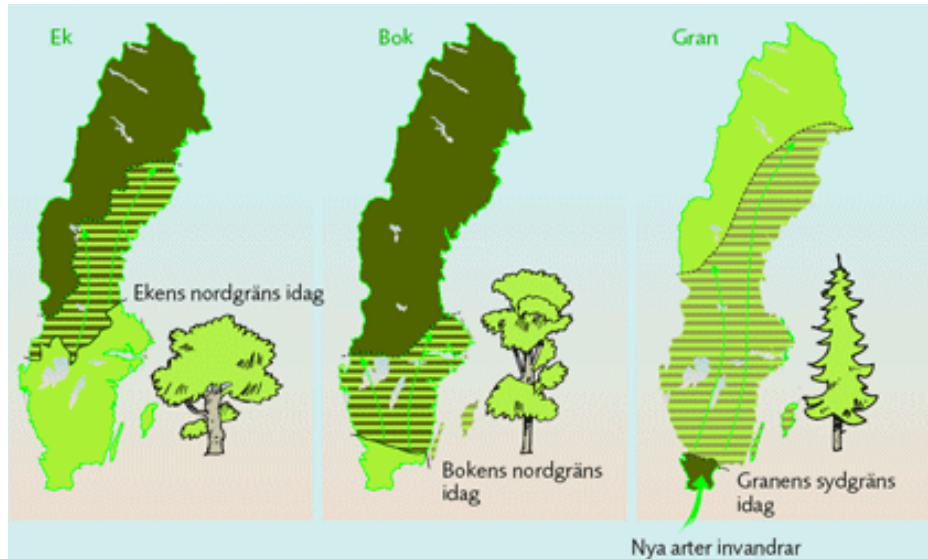 Ek
Bok
Gran
Ekens nordgräns idag
Bokens nordgräns
idag
Granens sydgräns
idag
Nya arter invandrar